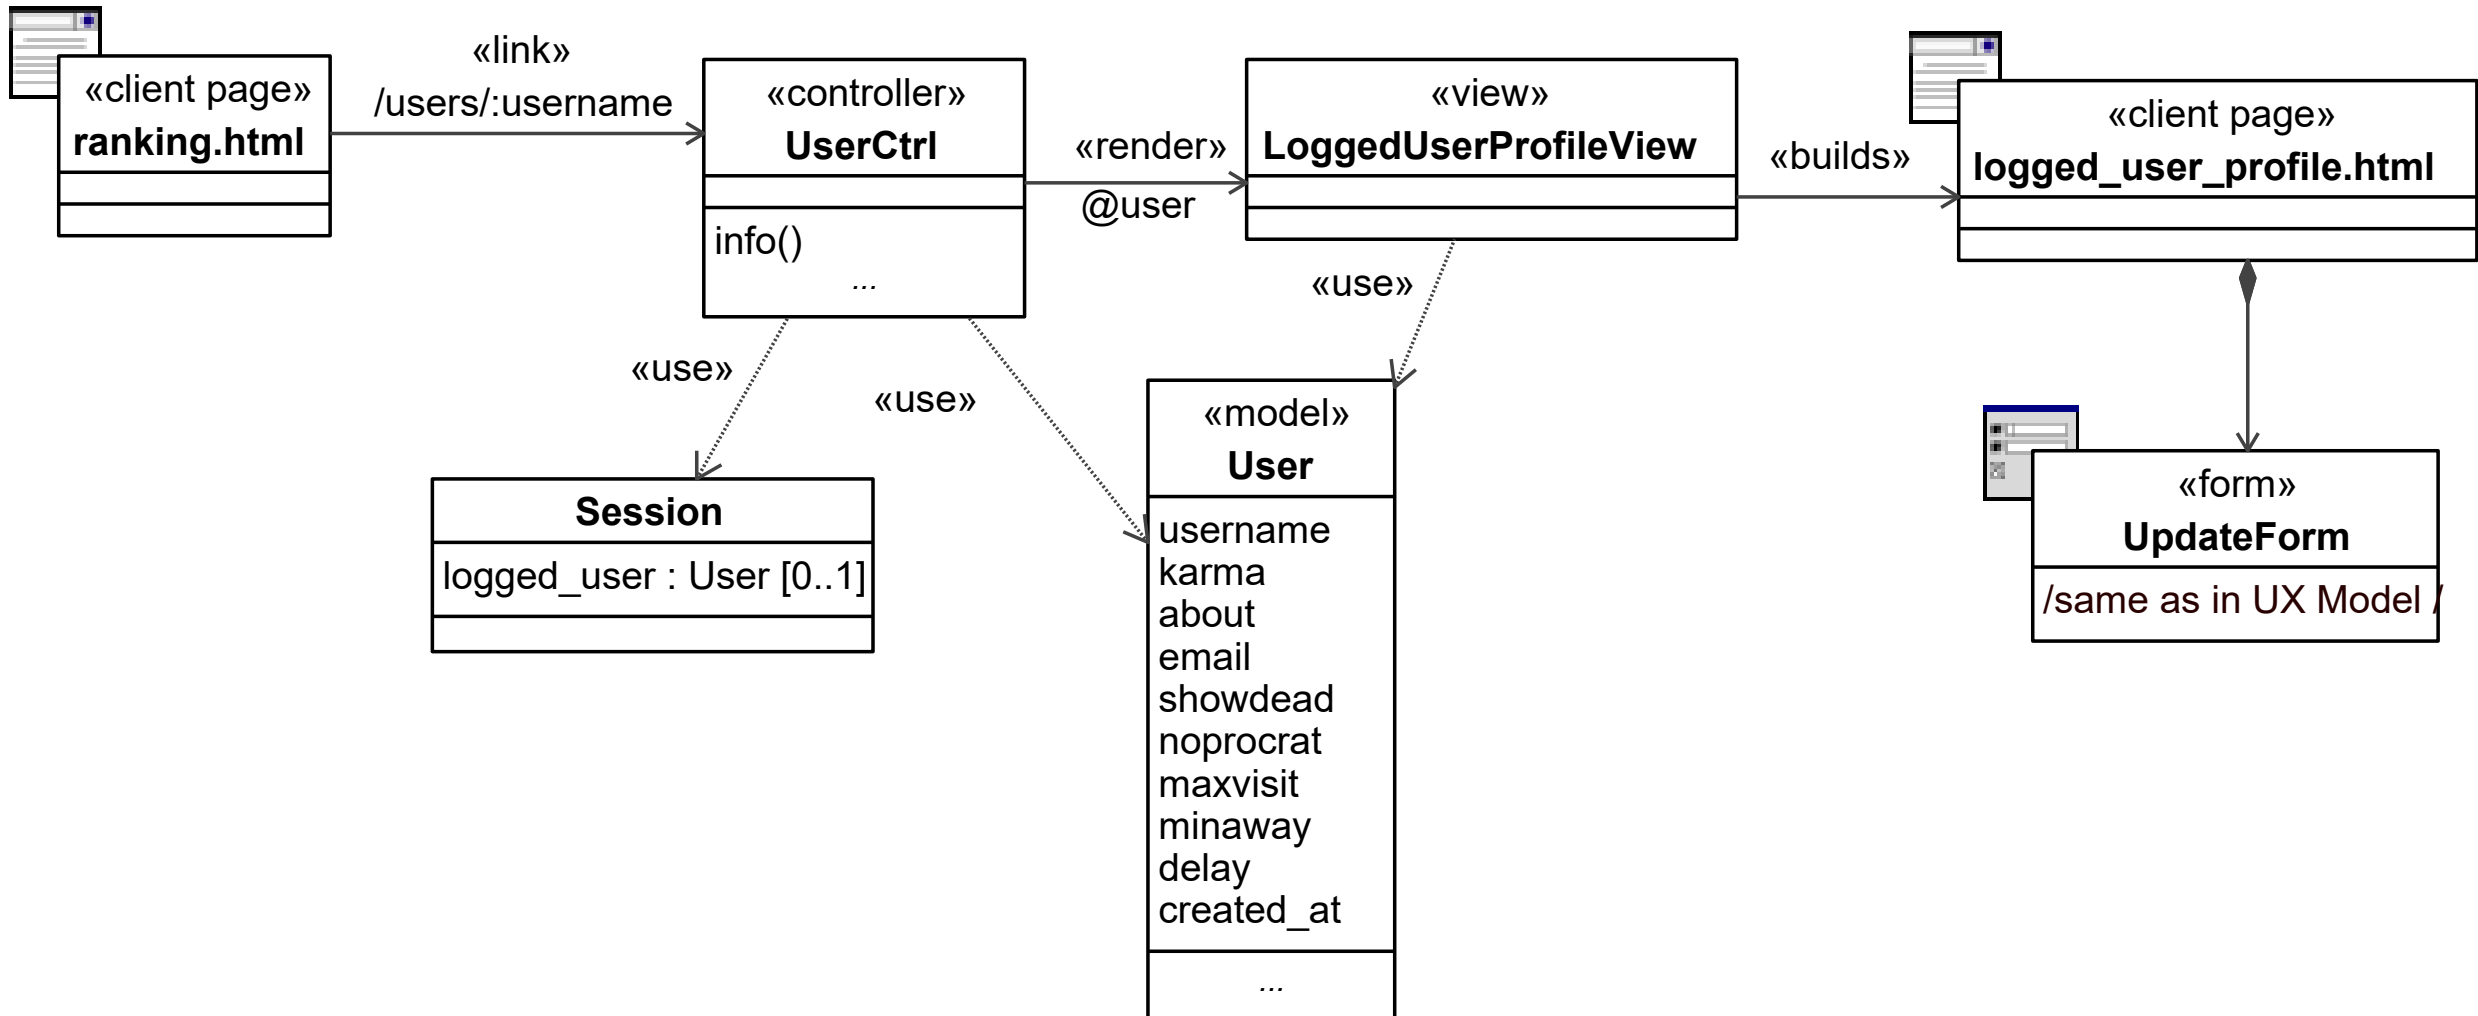 «client page»
ranking.html
«link»
/users/:username
«controller»
UserCtrl
info()
...
«render»
@user
«view»
LoggedUserProfileView
«builds»
«client page»
logged_user_profile.html
«use»
«use»
«use»
Session
logged_user : User [0..1]
«model»
User
username
karma
about
email
showdead
noprocrat
maxvisit
minaway
delay
created_at
...
«form»
UpdateForm
/same as in UX Model /